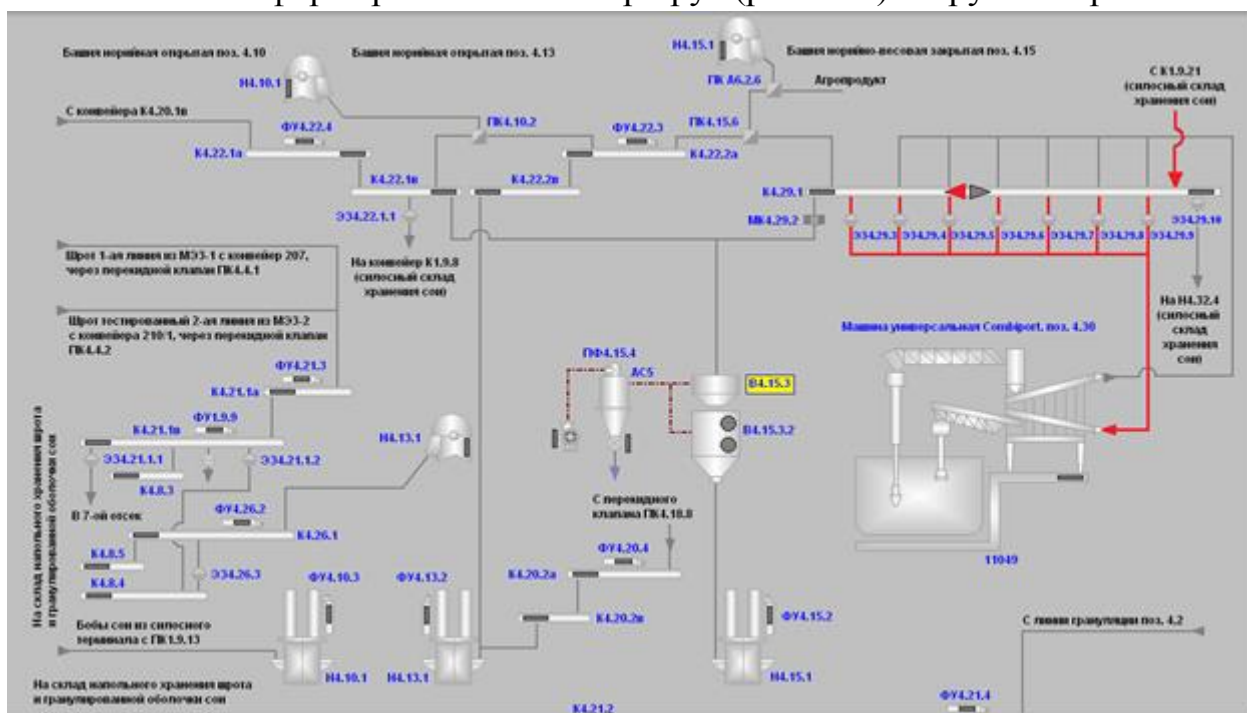 Башня норийная открытая поз. 4.10
Башня норийная открытая поз. 4.13
Н4.15.1
Башня норийно-весовая закрытая поз. 4.15
Н4.10.1
ПК А6.2.6
Агропродукт
С К1.9.21
(силосный склад
хранения сои)
С конвейера К4.20.1в
ФУ4.22.4
ПК4.10.2
ФУ4.22.3
ПК4.15.6
К4.22.1а
К4.22.2а
К4.22.1в
К4.22.2в
К4.29.1
ЭЗ4.22.1.1
МК4.29.2
ЭЗ4.29.3
ЭЗ4.29.4
ЭЗ4.29.5
ЭЗ4.29.6
ЭЗ4.29.7
ЭЗ4.29.8
ЭЗ4.29.9
ЭЗ4.29.10
Шрот 1-ая линия из МЭЗ-1 с конвейер 207,
через перекидной клапан ПК4.4.1
На конвейер К1.9.8
(силосный склад
хранения сои)
На Н4.32.4
(силосный
склад
хранения
сои)
Шрот тостированный 2-ая линия из МЭЗ-2
с конвейера 210/1, через перекидной клапан
ПК4.4.2
Машина универсальная Combiport, поз. 4.30
ФУ4.21.3
ПФ4.15.4
АС5
В4.15.3
К4.21.1а
ФУ1.9.9
К4.21.1в
Н4.13.1
В4.15.3.2
ЭЗ4.21.1.1
ЭЗ4.21.1.2
К4.8.3
В 7-ой отсек
ФУ4.26.2
С перекидного
клапана ПК4.18.8
К4.26.1
К4.8.5
ФУ4.20.4
К4.8.4
ЭЗ4.26.3
ФУ4.10.3
ФУ4.13.2
К4.20.2а
11049
На склад напольного хранения шрота
и гранулированной оболочки сои
К4.20.2в
ФУ4.15.2
Бобы сои из силосного
терминала с ПК1.9.13
С линии грануляции поз. 4.2
Н4.10.1
Н4.13.1
Н4.15.1
На склад напольного хранения шрота
и гранулированной оболочки сои
К4.21.2
ФУ4.21.4